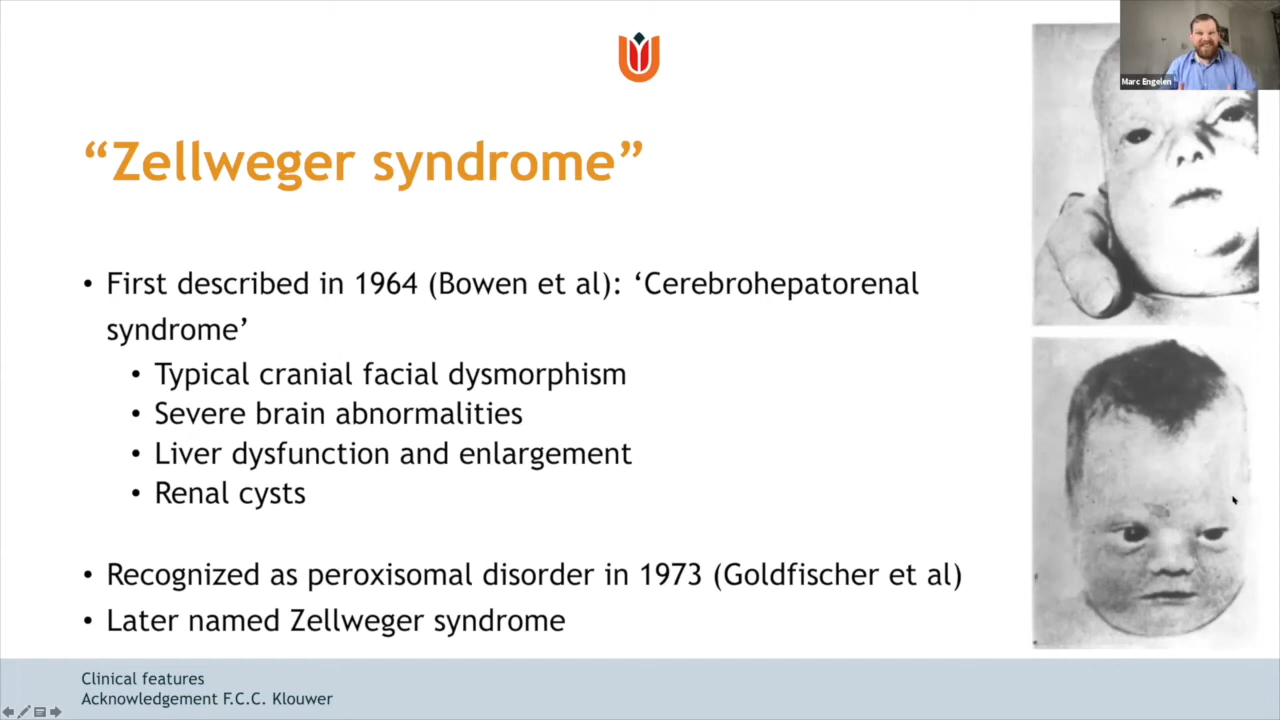 Marc Engelen
“Zellweger syndrome”
• First described in 1964 (Bowen et al): ‘Cerebrohepatorenal
syndrome’
• Typical cranial facial dysmorphism
• Severe brain abnormalities
• Liver dysfunction and enlargement
• Renal cysts
• Recognized as peroxisomal disorder in 1973 (Goldfischer et al)
• Later named Zellweger syndrome
Clinical features
Acknowledgement F.C.C. Klouwer